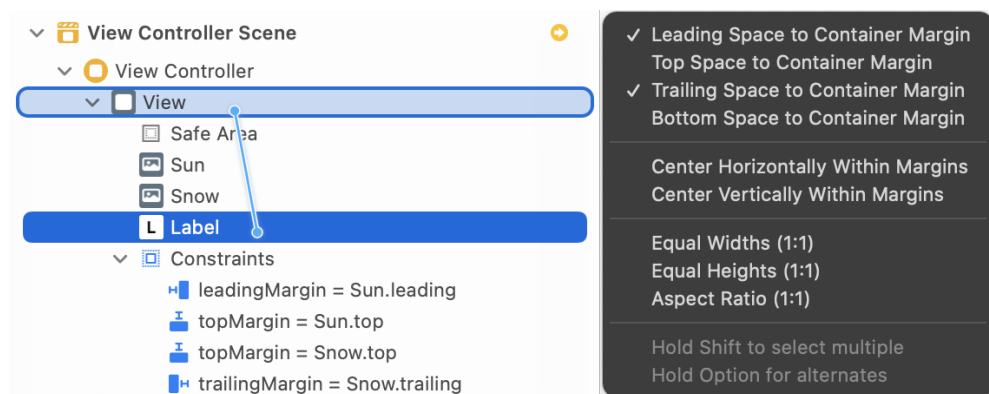 View Controller Scene
View Controller
View
Safe Area
Sun
Snow
L Label
Constraints
leadingMargin = Sun.leading
topMargin = Sun.top
topMargin = Snow.top
trailingMargin = Snow.trailing
✓ Leading Space to Container Margin
Top Space to Container Margin
✓ Trailing Space to Container Margin
Bottom Space to Container Margin
Center Horizontally Within Margins
Center Vertically Within Margins
Equal Widths (1:1)
Equal Heights (1:1)
Aspect Ratio (1:1)
Hold Shift to select multiple
Hold Option for alternates